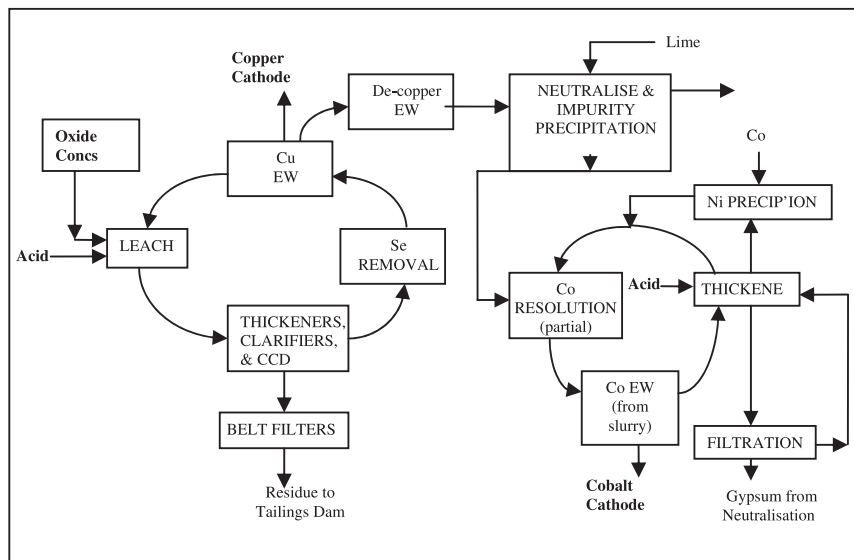 Copper
Cathode
Lime
De-copper
EW
NEUTRALISE &
IMPURITY
PRECIPITATION
Oxide
Concs
Cu
EW
Co
Ni PRECIP'ION
Acid
LEACH
Se
REMOVAL
Co
RESOLUTION
(partial)
Acid
THICKENE
THICKENERS,
CLARIFIERS,
& CCD
Co EW
(from
slurry)
BELT FILTERS
FILTRATION
Residue to
Tailings Dam
Cobalt
Cathode
Gypsum from
Neutralisation